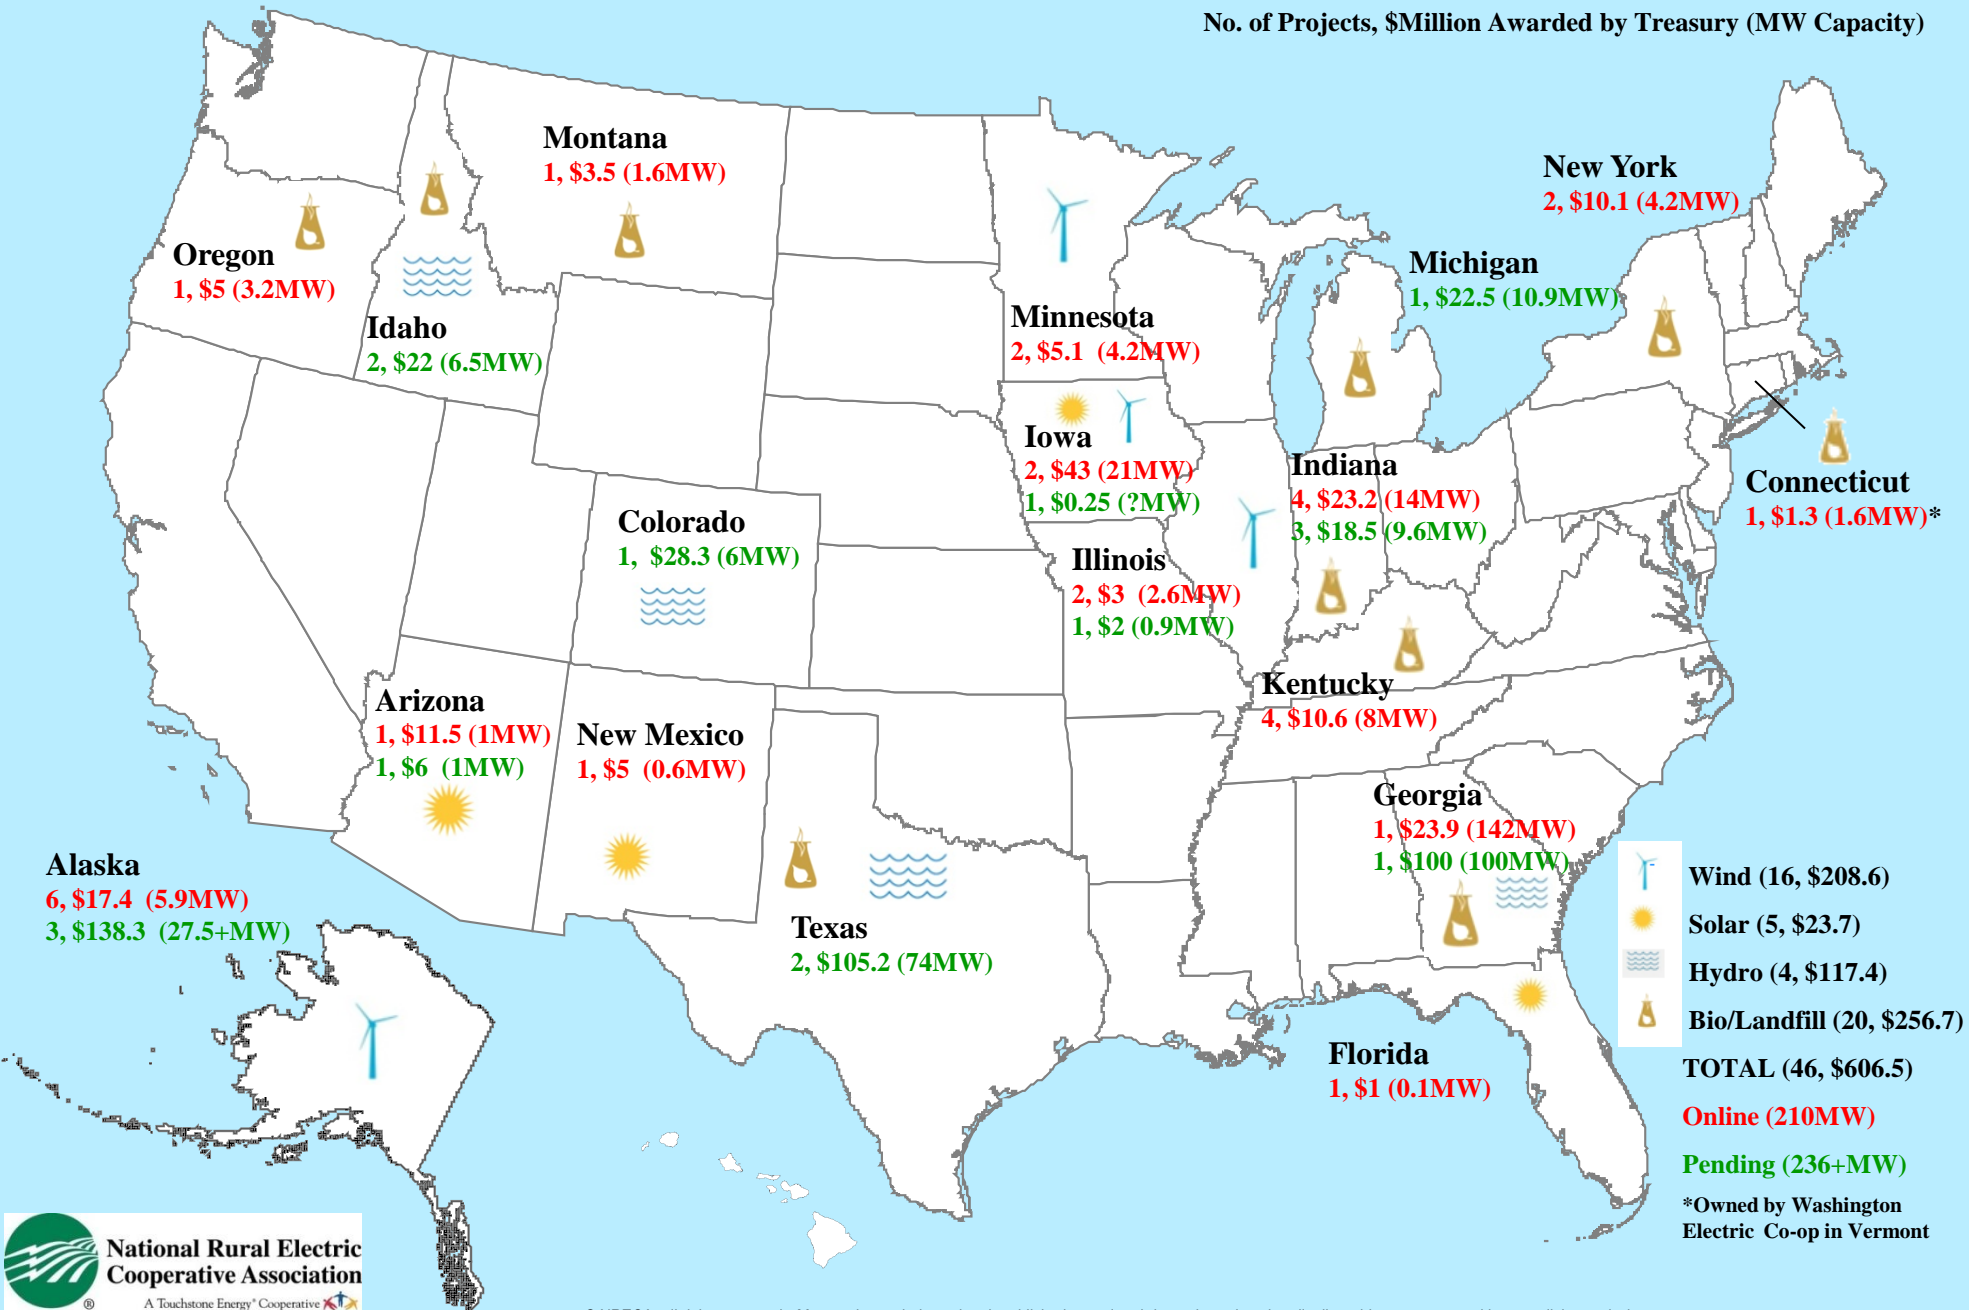 No. of Projects, $Million Awarded by Treasury (MW Capacity)
Montana
1, $3.5 (1.6MW)
New York
2, $10.1 (4.2MW)
Oregon
1, $5 (3.2MW)
Michigan
1, $22.5 (10.9MW)
Idaho
2, $22 (6.5MW)
Minnesota
2, $5.1 (4.2MW)
Iowa
2, $43 (21MW)
1, $0.25 (?MW)
Indiana
4, $23.2 (14MW)
3, $18.5 (9.6MW)
Connecticut
1, $1.3 (1.6MW)*
Colorado
1, $28.3 (6MW)
Illinois
2, $3 (2.6MW)
1, $2 (0.9MW)
Kentucky
4, $10.6 (8MW)
Arizona
1, $11.5 (1MW)
1, $6 (1MW)
New Mexico
1, $5 (0.6MW)
Georgia
1, $23.9 (142MW)
1, $100 (100MW)
Alaska
6, $17.4 (5.9MW)
3, $138.3 (27.5+MW)
Texas
2, $105.2 (74MW)
Florida
1, $1 (0.1MW)
Wind (16, $208.6)
Solar (5, $23.7)
Hydro (4, $117.4)
Bio/Landfill (20, $256.7)
TOTAL (46, $606.5)
Online (210MW)
Pending (236+MW)
*Owned by Washington
Electric Co-op in Vermont
National Rural Electric
Cooperative Association
® A Touchstone Energy® Cooperative